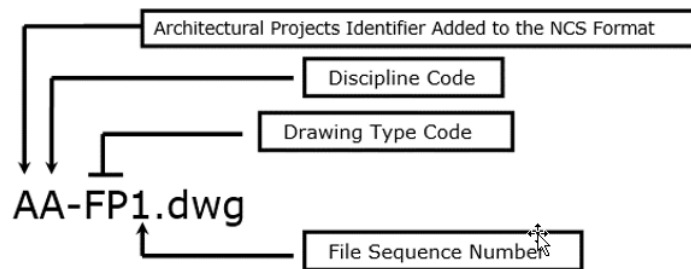 Architectural Projects Identifier Added to the NCS Format
Discipline Code
Drawing Type Code
AA-FP1.dwg
File Sequence Number